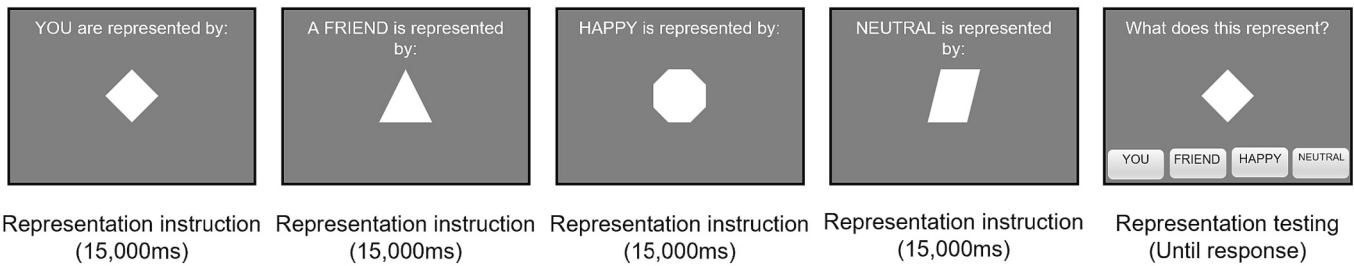 YOU are represented by:
A FRIEND is represented
by:
HAPPY is represented by:
NEUTRAL is represented
by:
What does this represent?
YOU
FRIEND
HAPPY
NEUTRAL
Representation instruction
(15,000ms)
Representation instruction
(15,000ms)
Representation instruction
(15,000ms)
Representation instruction
(15,000ms)
Representation testing
(Until response)